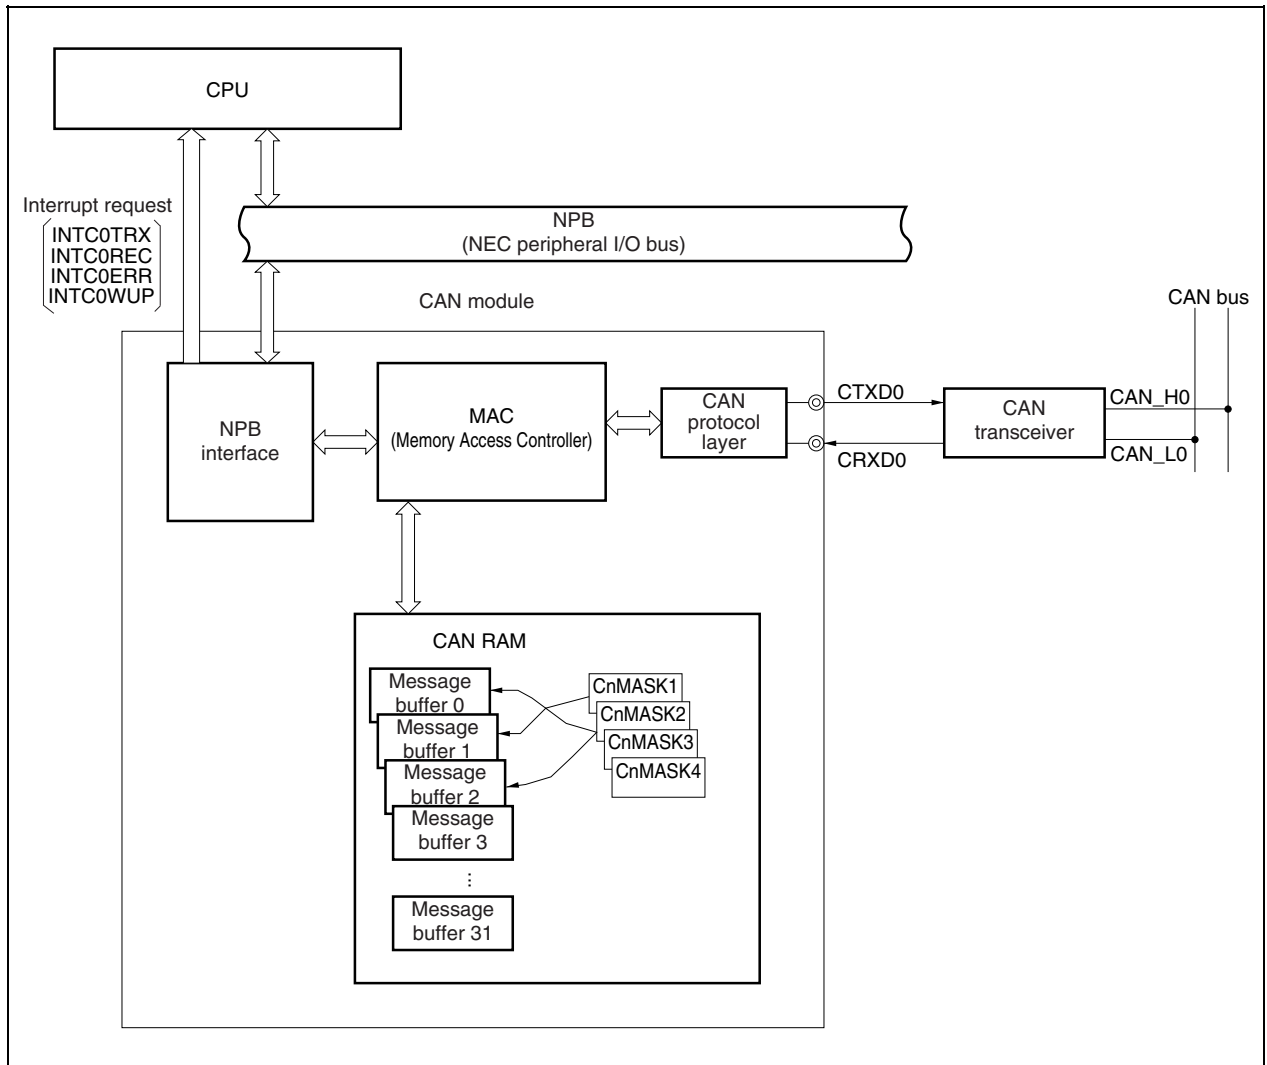 CPU
Interrupt request
INTC0TRX
INTC0REC
INTC0ERR
INTC0WUP
NPB
(NEC peripheral I/O bus)
CAN module
CAN bus
NPB
interface
MAC
(Memory Access Controller)
CAN
protocol
layer
CTXD0
CRXD0
CAN
transceiver
CAN_H0
CAN_L0
CAN RAM
Message
buffer 0
Message
buffer 1
Message
buffer 2
Message
buffer 3
Message
buffer 31
CnMASK1
CnMASK2
CnMASK3
CnMASK4